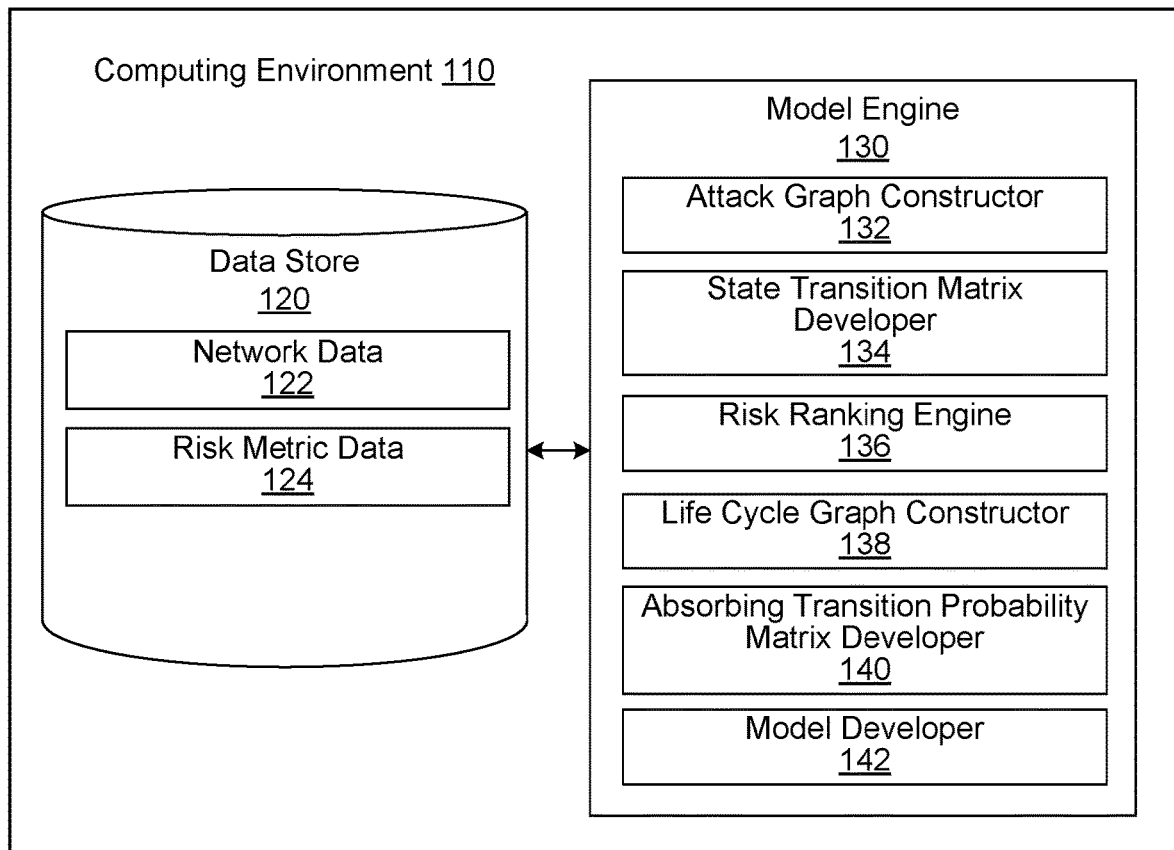 Computing Environment 110
Data Store
120
Network Data
122
Risk Metric Data
124
Model Engine
130
Attack Graph Constructor
132
State Transition Matrix
Developer
134
Risk Ranking Engine
136
Life Cycle Graph Constructor
138
Absorbing Transition Probability
Matrix Developer
140
Model Developer
142